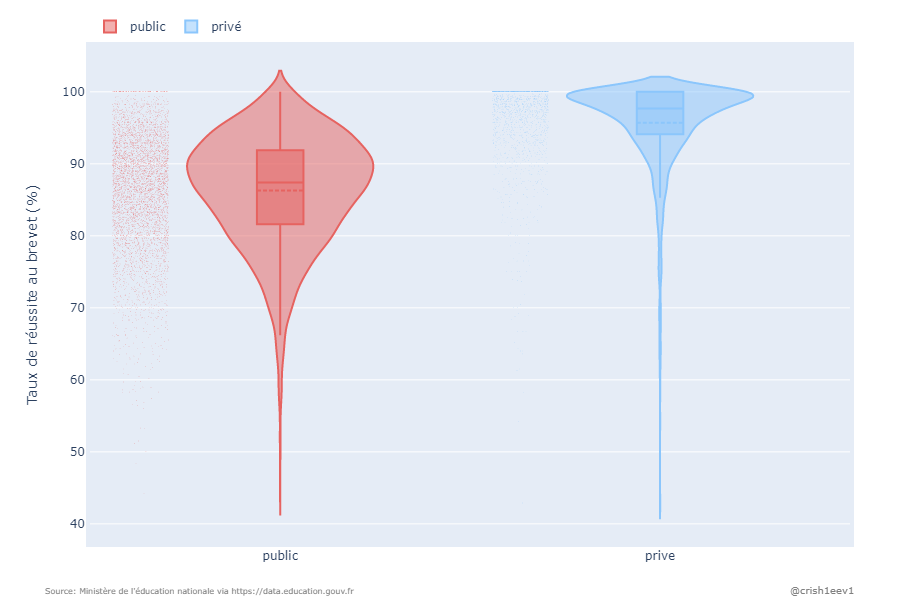 public privé
Taux de réussite au brevet (%)
100
90
80
70
60
50
40
public prive
Source: Ministère de l'éducation nationale via https://data.education.gouv.fr
@crish1eev1